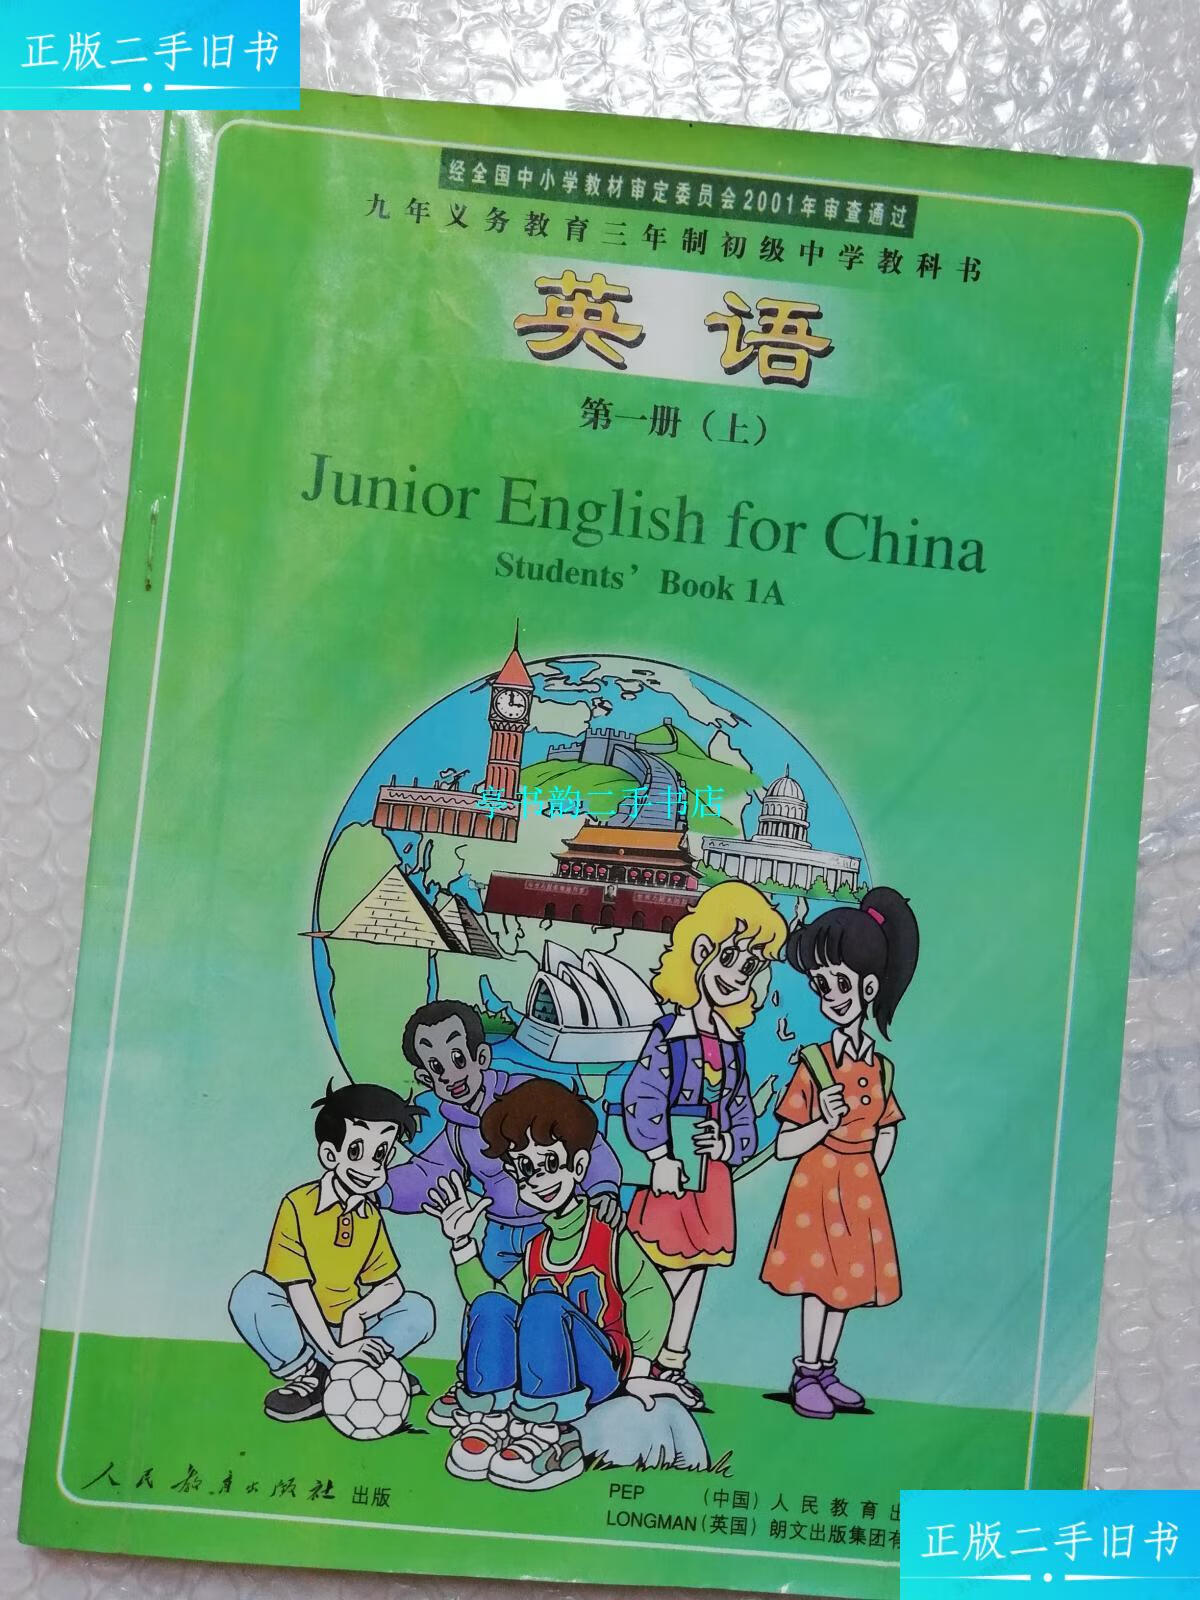 正版二手旧书
经全国中小学教材审定委员会2001年审查通过
九年义务教育三年制初级中学教科书
英语
第一册（上）
Junior English for China
Students' Book 1A
亭书韵二手书店
人民教育出版社 出版
PEP （中国）人民教育出
LONGMAN（英国）朗文出版集团有
正版二手旧书